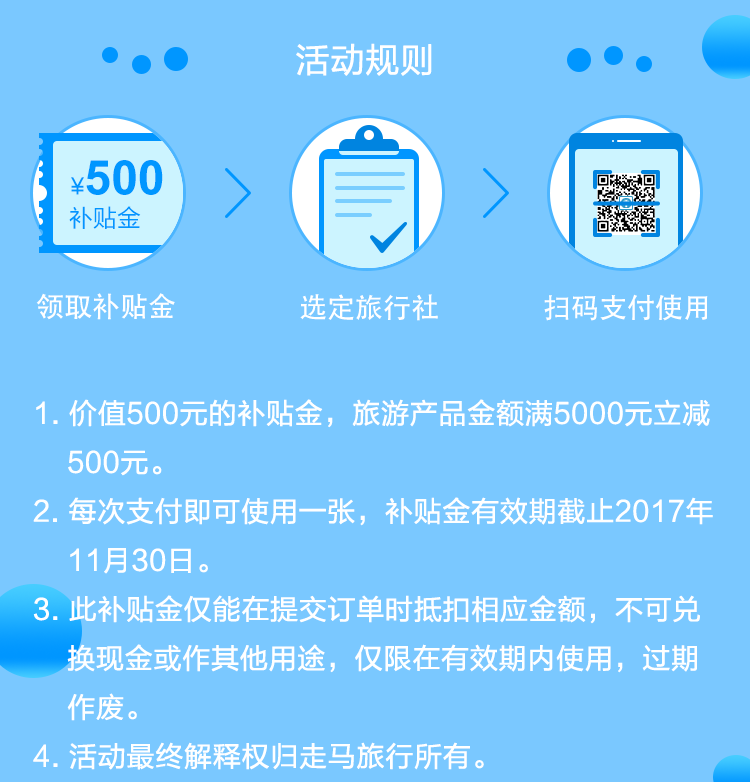 活动规则
¥500
补贴金
领取补贴金
选定旅行社
扫码支付使用
1. 价值500元的补贴金，旅游产品金额满5000元立减
500元。
2. 每次支付即可使用一张，补贴金有效期截止2017年
11月30日。
3. 此补贴金仅能在提交订单时抵扣相应金额，不可兑
换现金或作其他用途，仅限在有效期内使用，过期
作废。
4. 活动最终解释权归走马旅行所有。